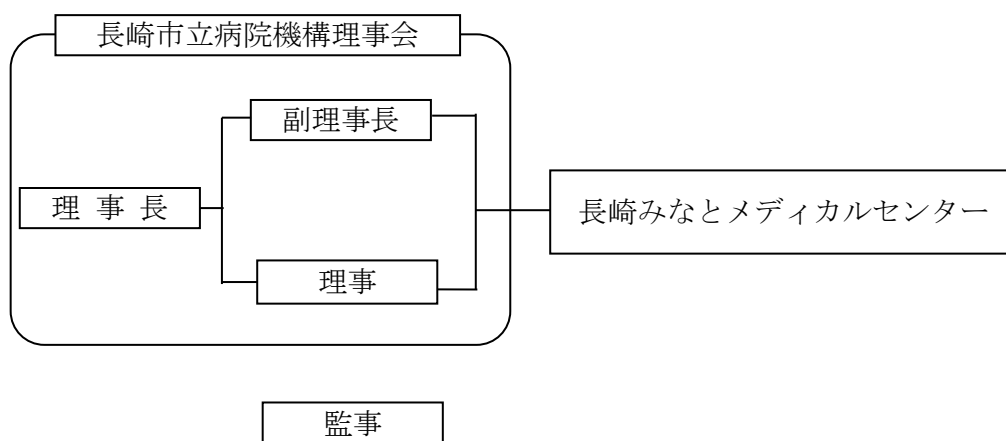 長崎市立病院機構理事会
副理事長
理 事 長
長崎みなとメディカルセンター
理事
監事